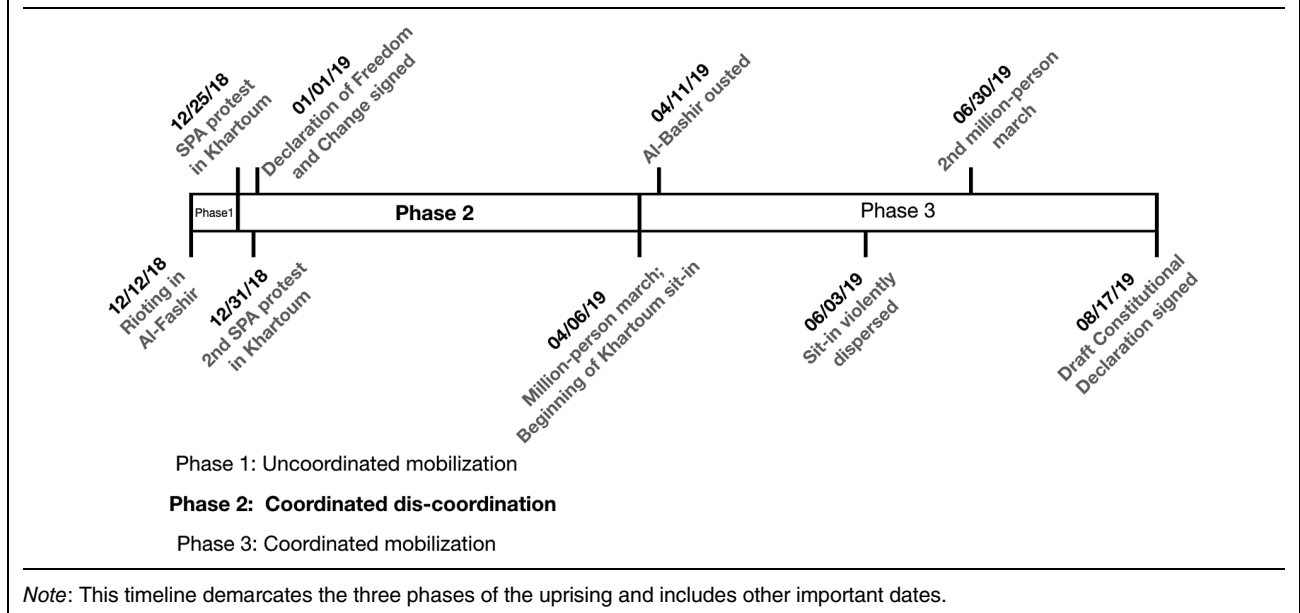 12/25/18
SPA protest
in Khartoum
01/01/19
Declaration of Freedom
and Change signed
04/11/19
Al-Bashir ousted
06/30/19
2nd million-person
march
Phase1
Phase 2
Phase 3
12/12/18
Rioting in
Al-Fashir
12/31/18
2nd SPA protest
in Khartoum
04/06/19
Million-person march;
Beginning of Khartoum sit-in
06/03/19
Sit-in violently
dispersed
08/17/19
Draft Constitutional
Declaration signed
Phase 1: Uncoordinated mobilization
Phase 2: Coordinated dis-coordination
Phase 3: Coordinated mobilization
Note: This timeline demarcates the three phases of the uprising and includes other important dates.